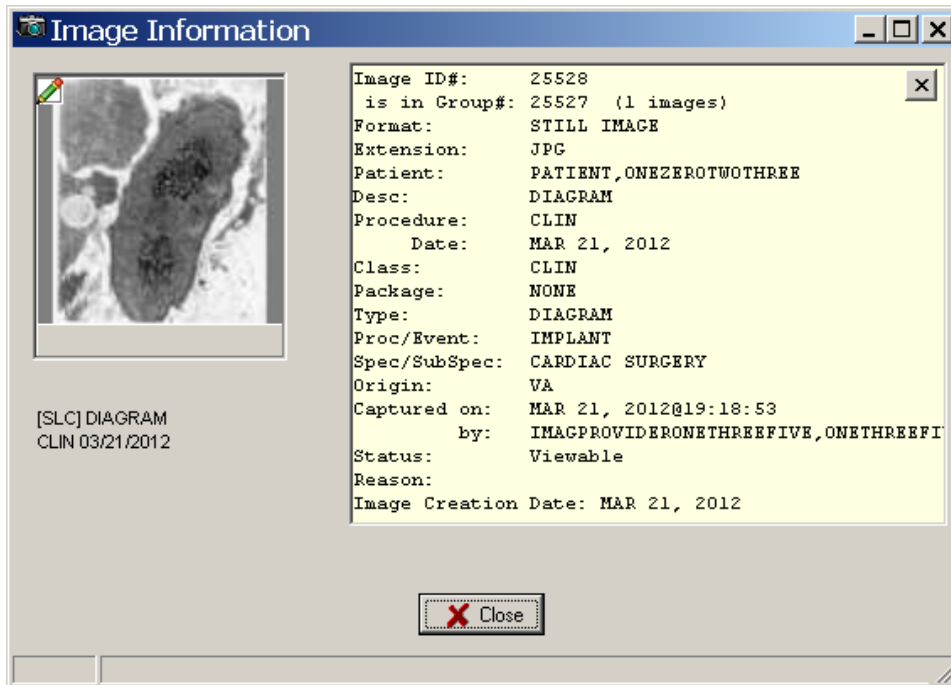 Image Information
Image ID#: 25528
is in Group#: 25527 (1 images)
Format: STILL IMAGE
Extension: JPG
Patient: PATIENT,ONEZEROTWOTHREE
Desc: DIAGRAM
Procedure: CLIN
Date: MAR 21, 2012
Class: CLIN
Package: NONE
Type: DIAGRAM
Proc/Event: IMPLANT
Spec/SubSpec: CARDIAC SURGERY
Origin: VA
Captured on: MAR 21, 2012@19:18:53
by: IMAGPROVIDERONETHREEFIVE,ONETHREEFI
Status: Viewable
Reason:
Image Creation Date: MAR 21, 2012
[SLC] DIAGRAM
CLIN 03/21/2012
Close